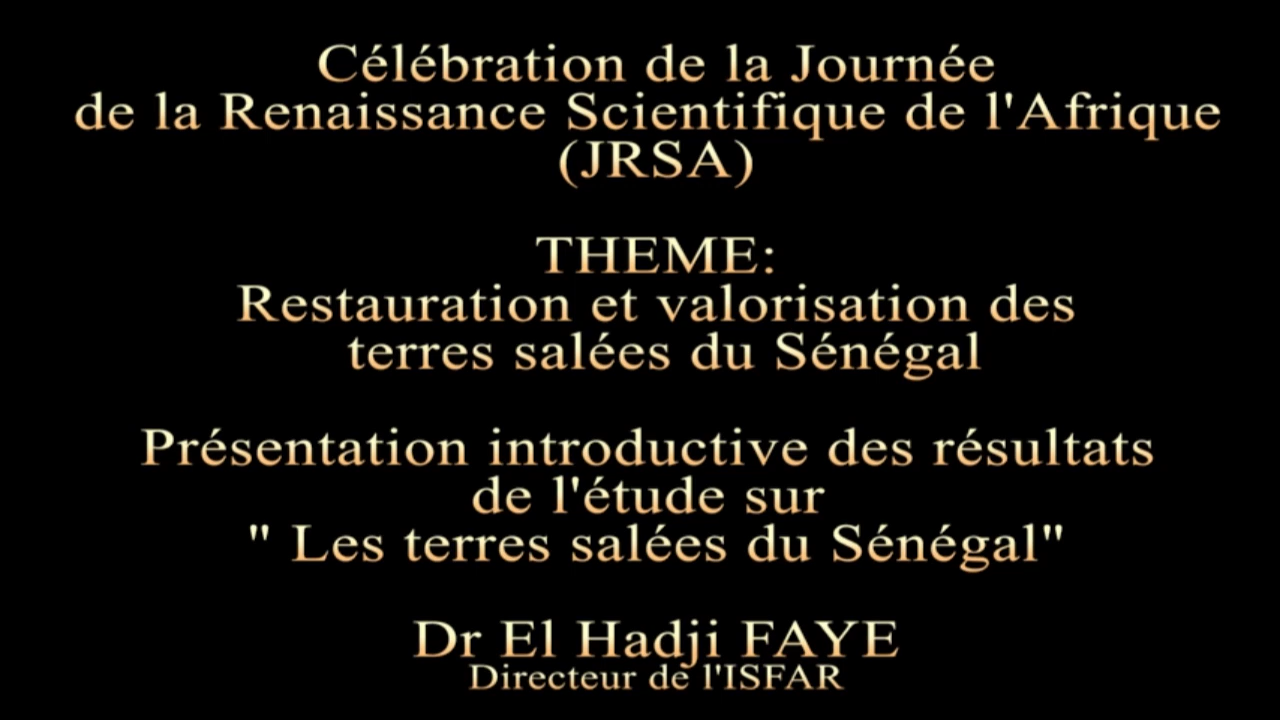 Célébration de la Journée
de la Renaissance Scientifique de l'Afrique
(JRSA)
THEME:
Restauration et valorisation des
terres salées du Sénégal
Présentation introductive des résultats
de l'étude sur
" Les terres salées du Sénégal"
Dr El Hadji FAYE
Directeur de l'ISFAR